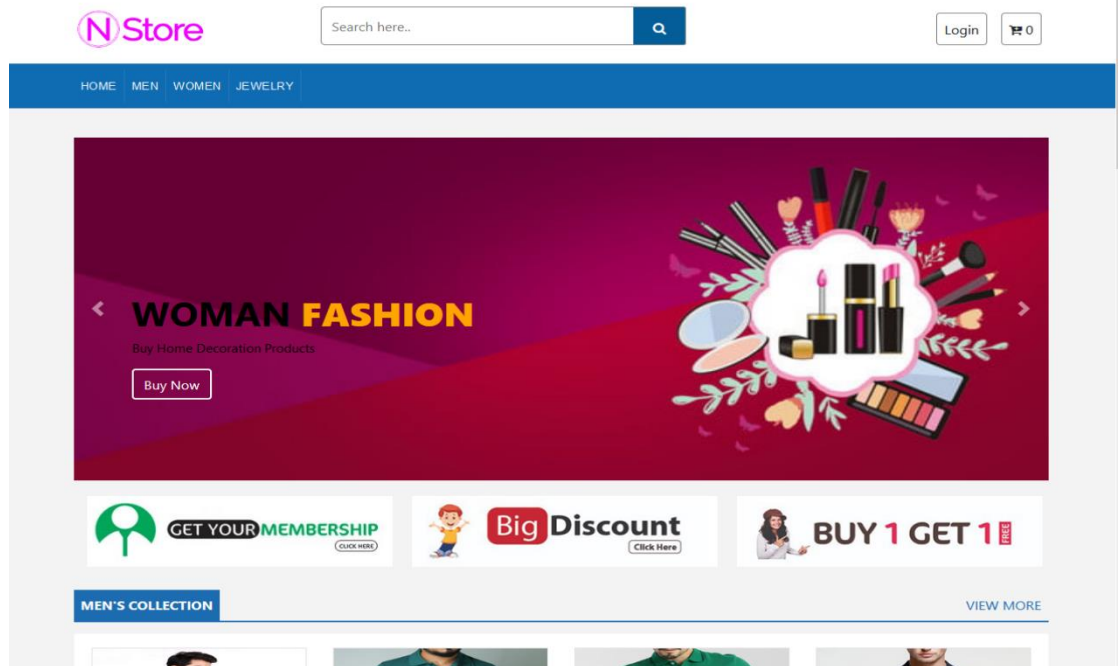 N Store
Search here..
Login
0
HOME MEN WOMEN JEWELRY
WOMAN FASHION
Buy Home Decoration Products
Buy Now
GET YOUR MEMBERSHIP
CLICK HERE
Big Discount
Click Here
BUY 1 GET 1 FREE
MEN'S COLLECTION
VIEW MORE